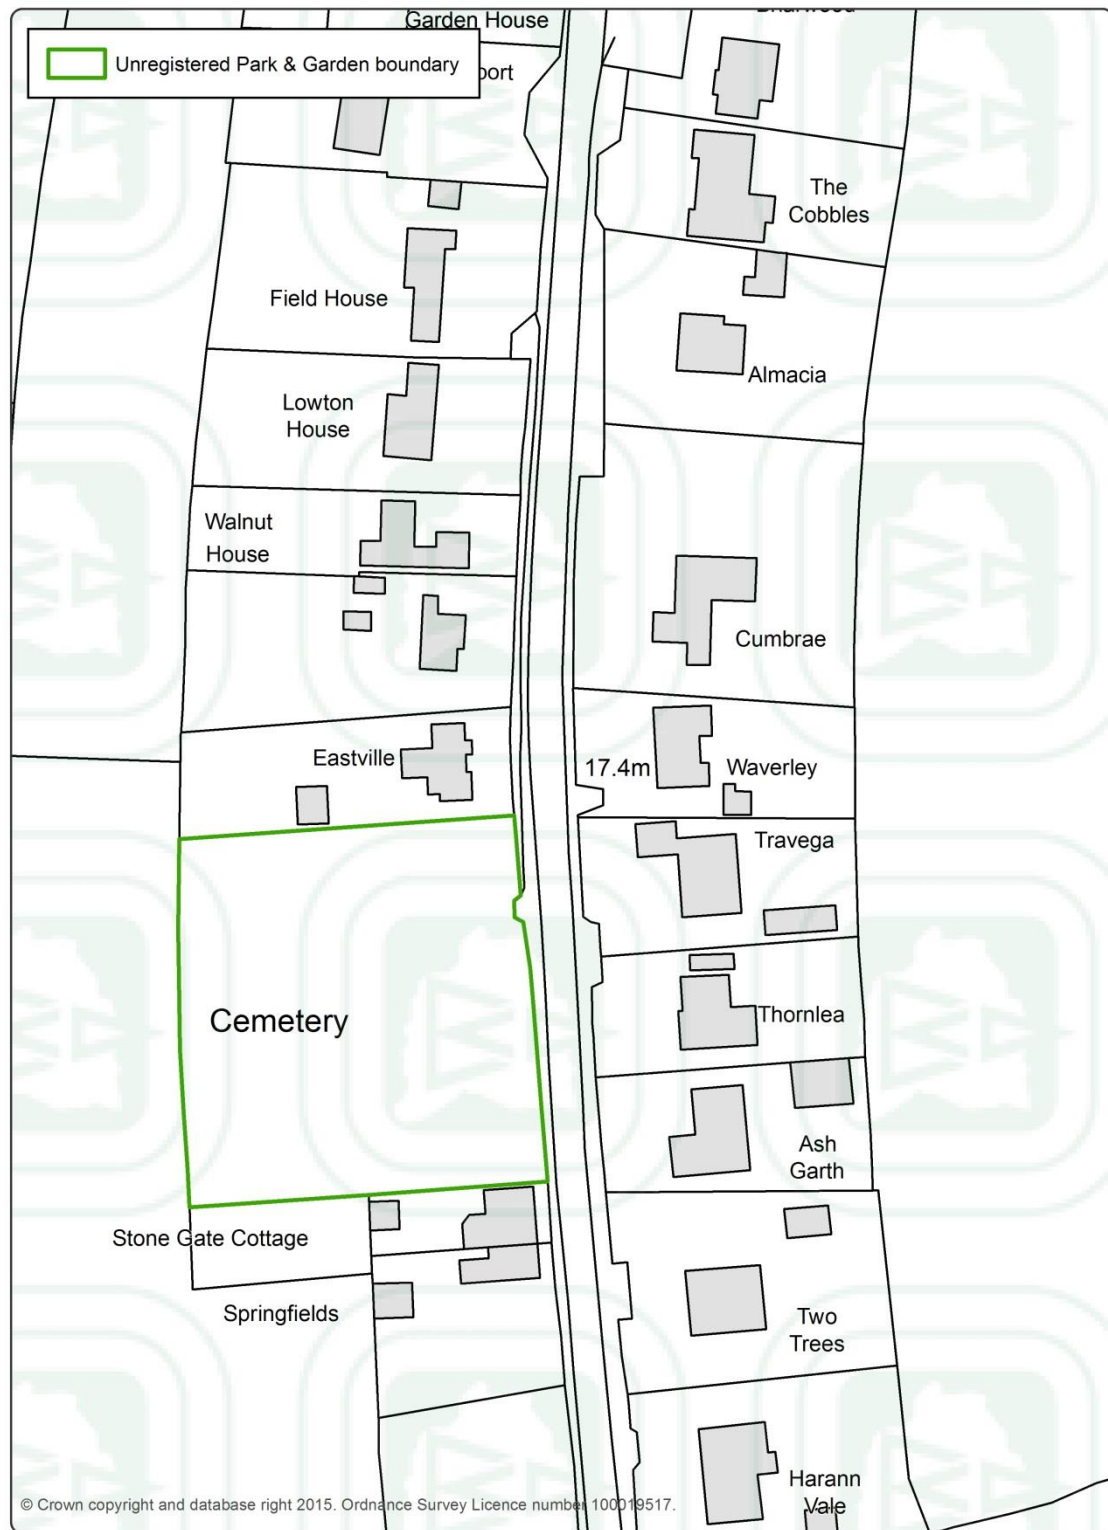 Garden House
Briarwood
Unregistered Park & Garden boundary
port
The
Cobbles
Field House
Almacia
Lowton
House
Walnut
House
Cumbrae
Eastville
17.4m
Waverley
Travega
Cemetery
Thornlea
Ash
Garth
Stone Gate Cottage
Springfields
Two
Trees
Harann
Vale
© Crown copyright and database right 2015. Ordnance Survey Licence number 100019517.